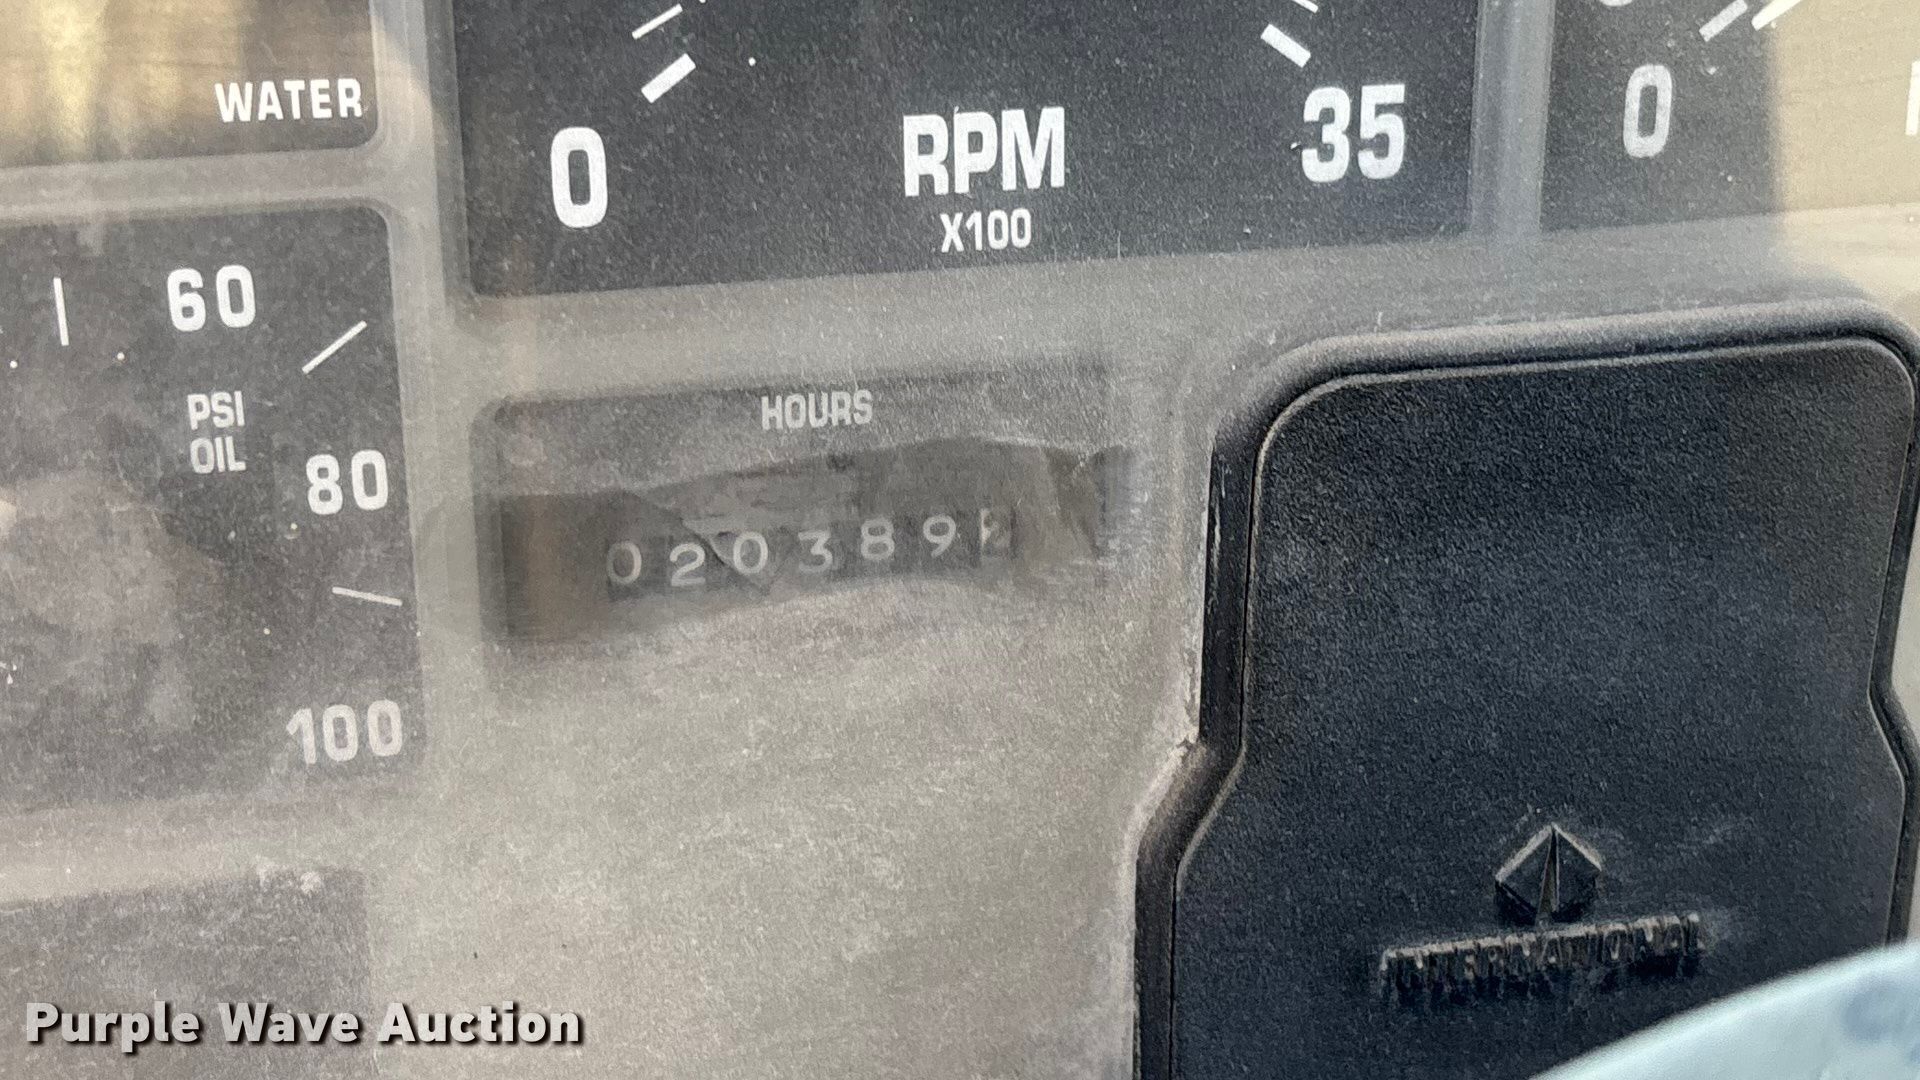 WATER
0
RPM
X100
35
0
60
PSI
OIL
80
100
HOURS
020389
INTERNATIONAL
Purple Wave Auction